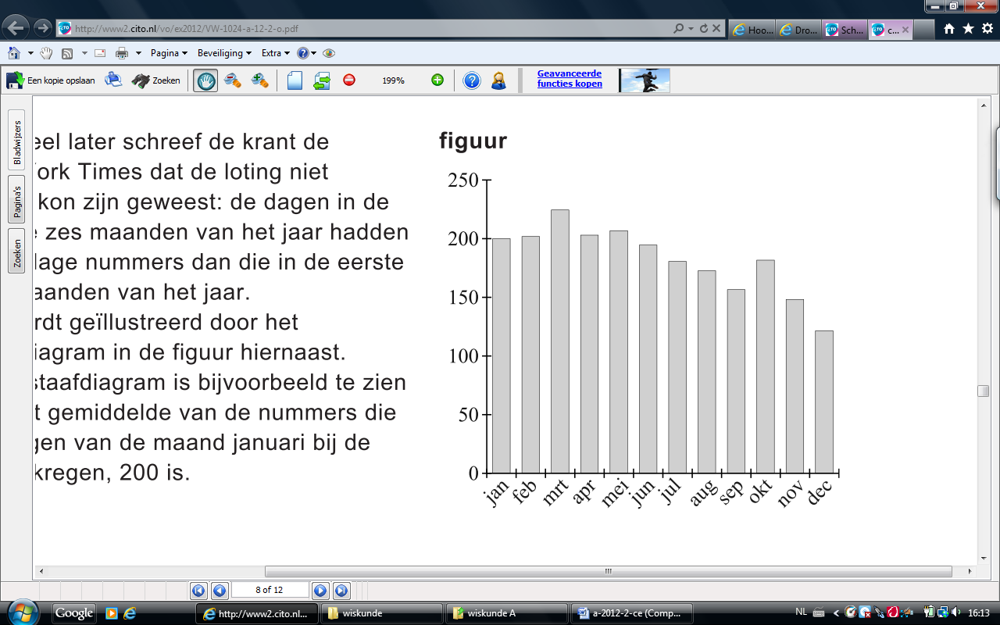 http://www2.cito.nl/vo/ex2012/VW-1024-a-12-2-o.pdf
Hoo...
Dro...
Sch...
c...
Pagina
Beveiliging
Extra
Een kopie opslaan
Zoeken
199%
Geavanceerde
functies kopen
Bladwijzers
Pagina's
Zoeken
eel later schreef de krant de
ork Times dat de loting niet
kon zijn geweest: de dagen in de
zes maanden van het jaar hadden
lage nummers dan die in de eerste
aanden van het jaar.
rdt geïllustreerd door het
iagram in de figuur hiernaast.
staafdiagram is bijvoorbeeld te zien
t gemiddelde van de nummers die
gen van de maand januari bij de
kregen, 200 is.
figuur
250
200
150
100
50
0
jan feb mrt apr mei jun jul aug sep okt nov dec
8 of 12
Google
http://www2.cito.nl...
wiskunde
wiskunde A
a-2012-2-ce (Comp...
NL
16:13